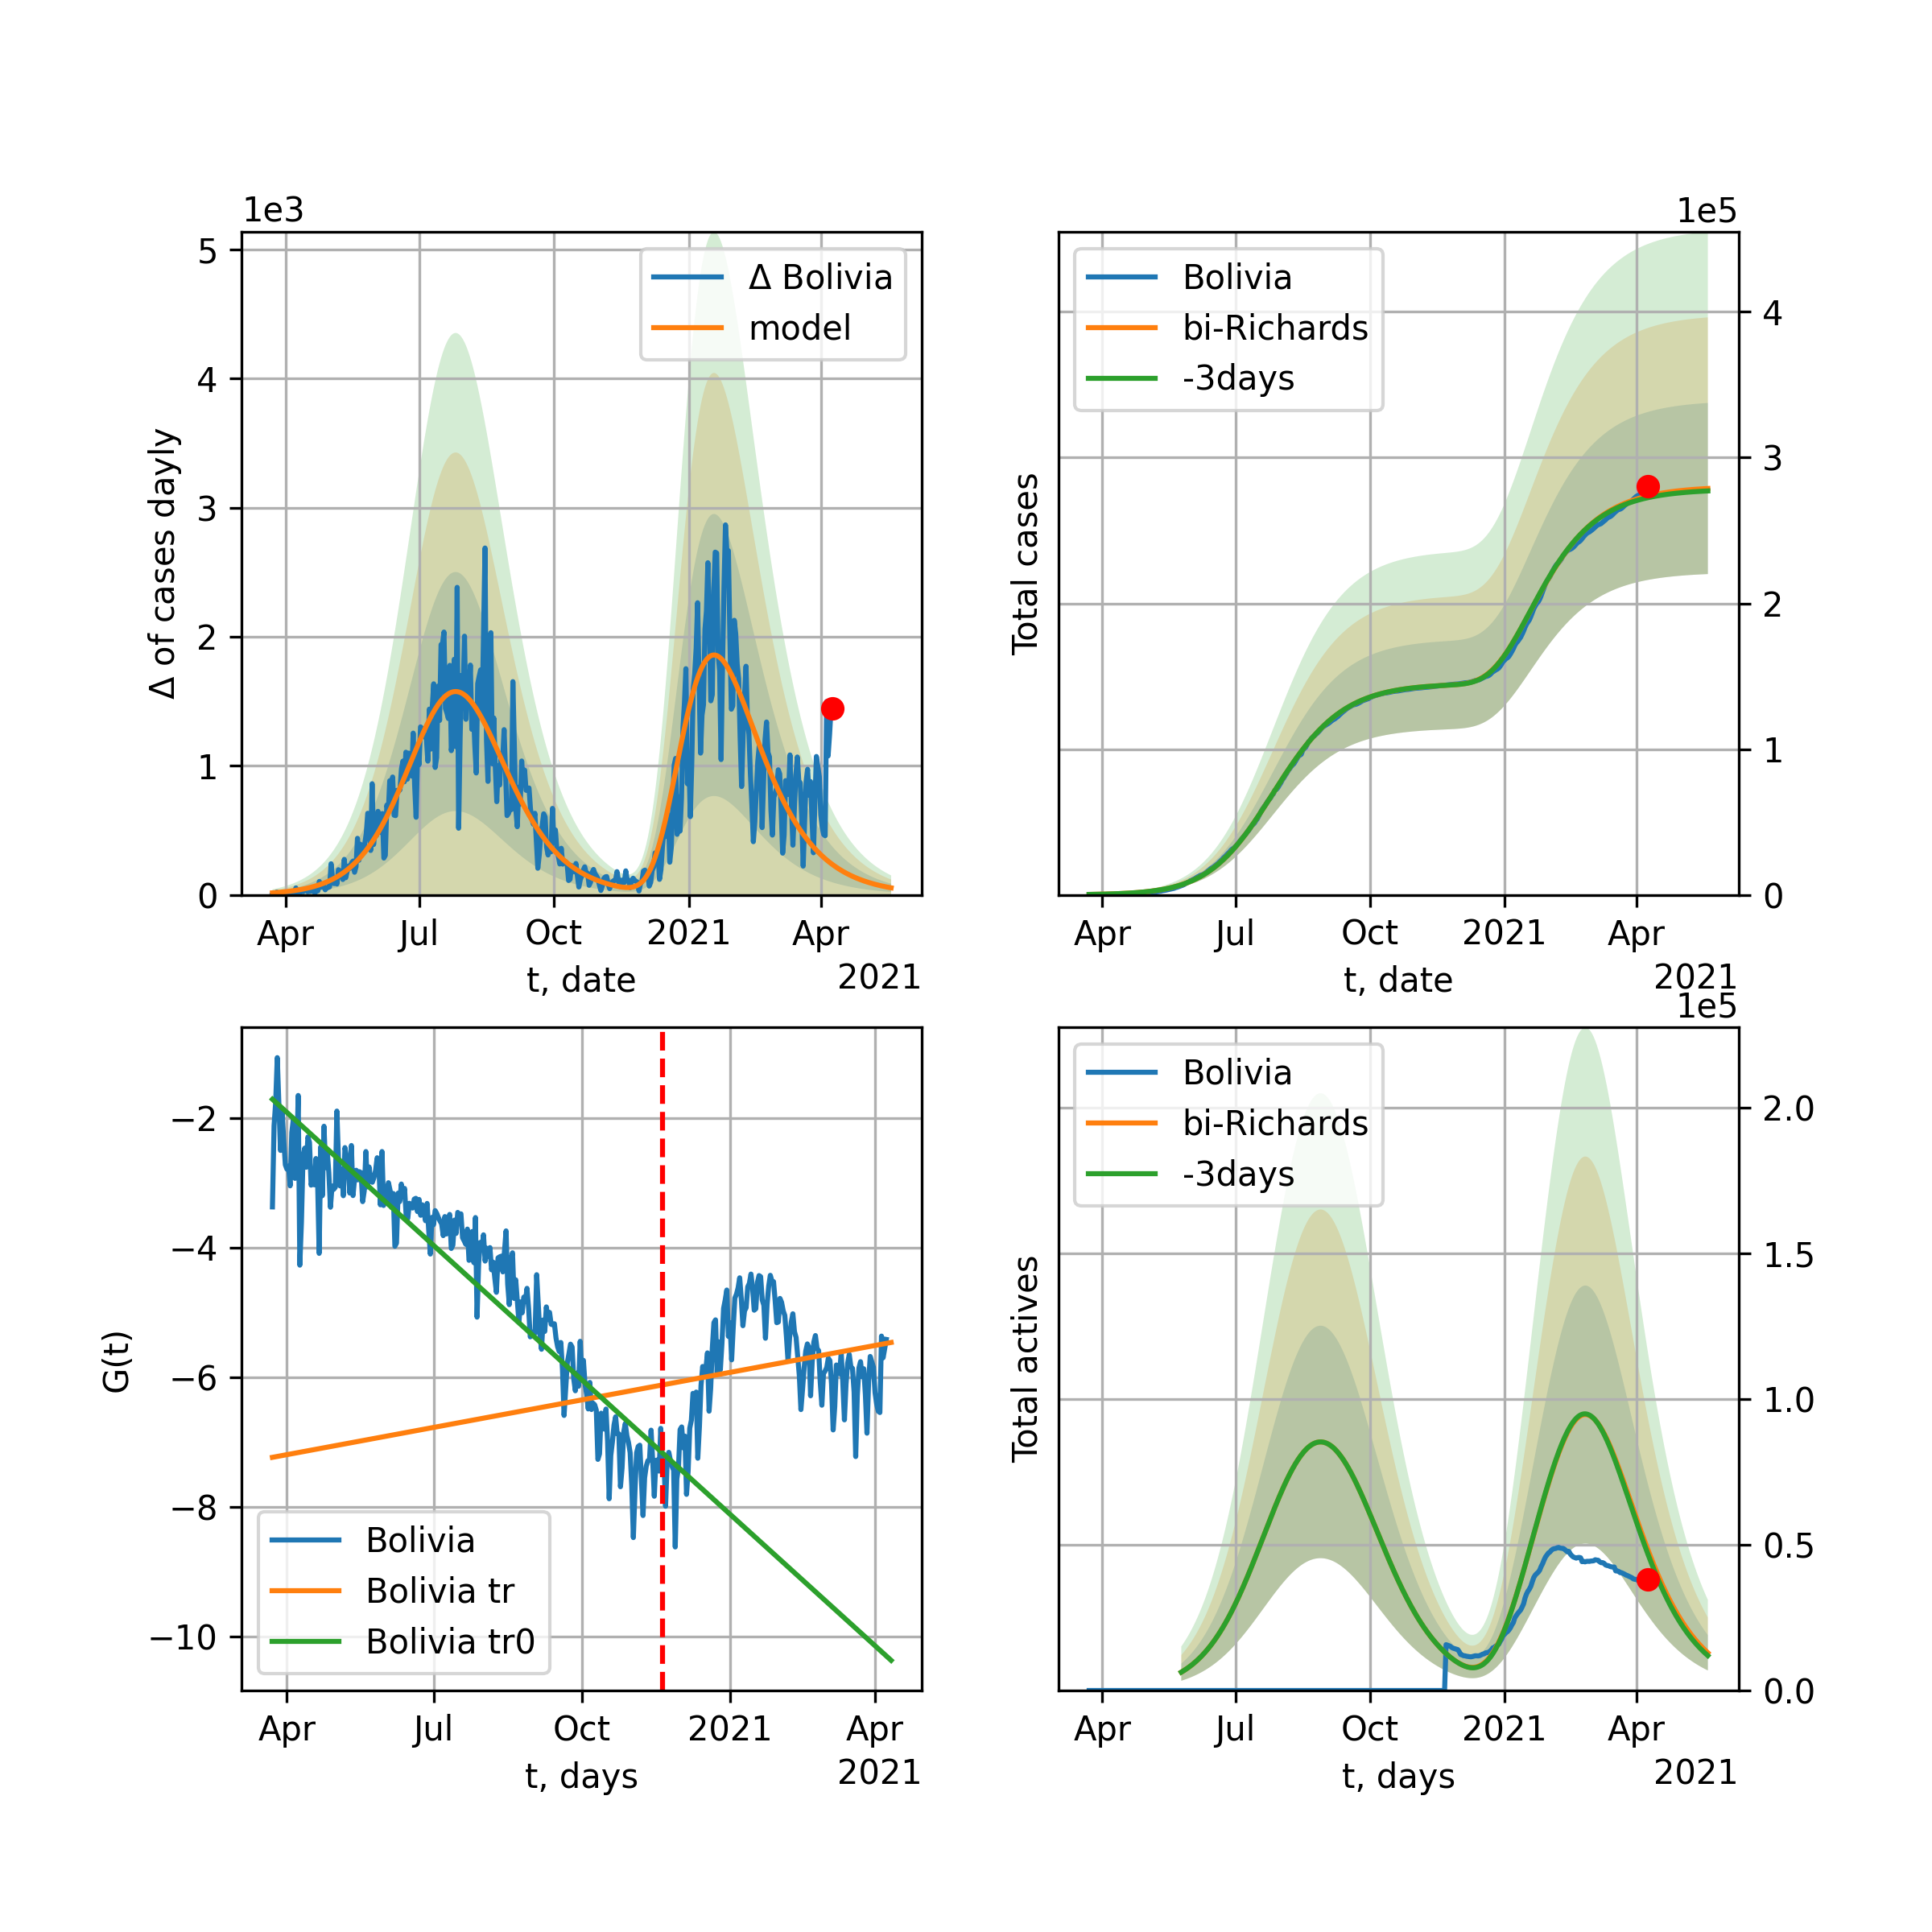 1e3
5
4
3
2
1
0
Δ of cases dayly
Δ Bolivia
model
Apr Jul Oct 2021 Apr
t, date
2021
1e5
Bolivia
bi-Richards
-3days
Total cases
4
3
2
1
0
Apr Jul Oct 2021 Apr
t, date
2021
G(t)
−2
−4
−6
−8
−10
Bolivia
Bolivia tr
Bolivia tr0
Apr Jul Oct 2021 Apr
t, days
2021
1e5
Bolivia
bi-Richards
-3days
Total actives
2.0
1.5
1.0
0.5
0.0
Apr Jul Oct 2021 Apr
t, days
2021